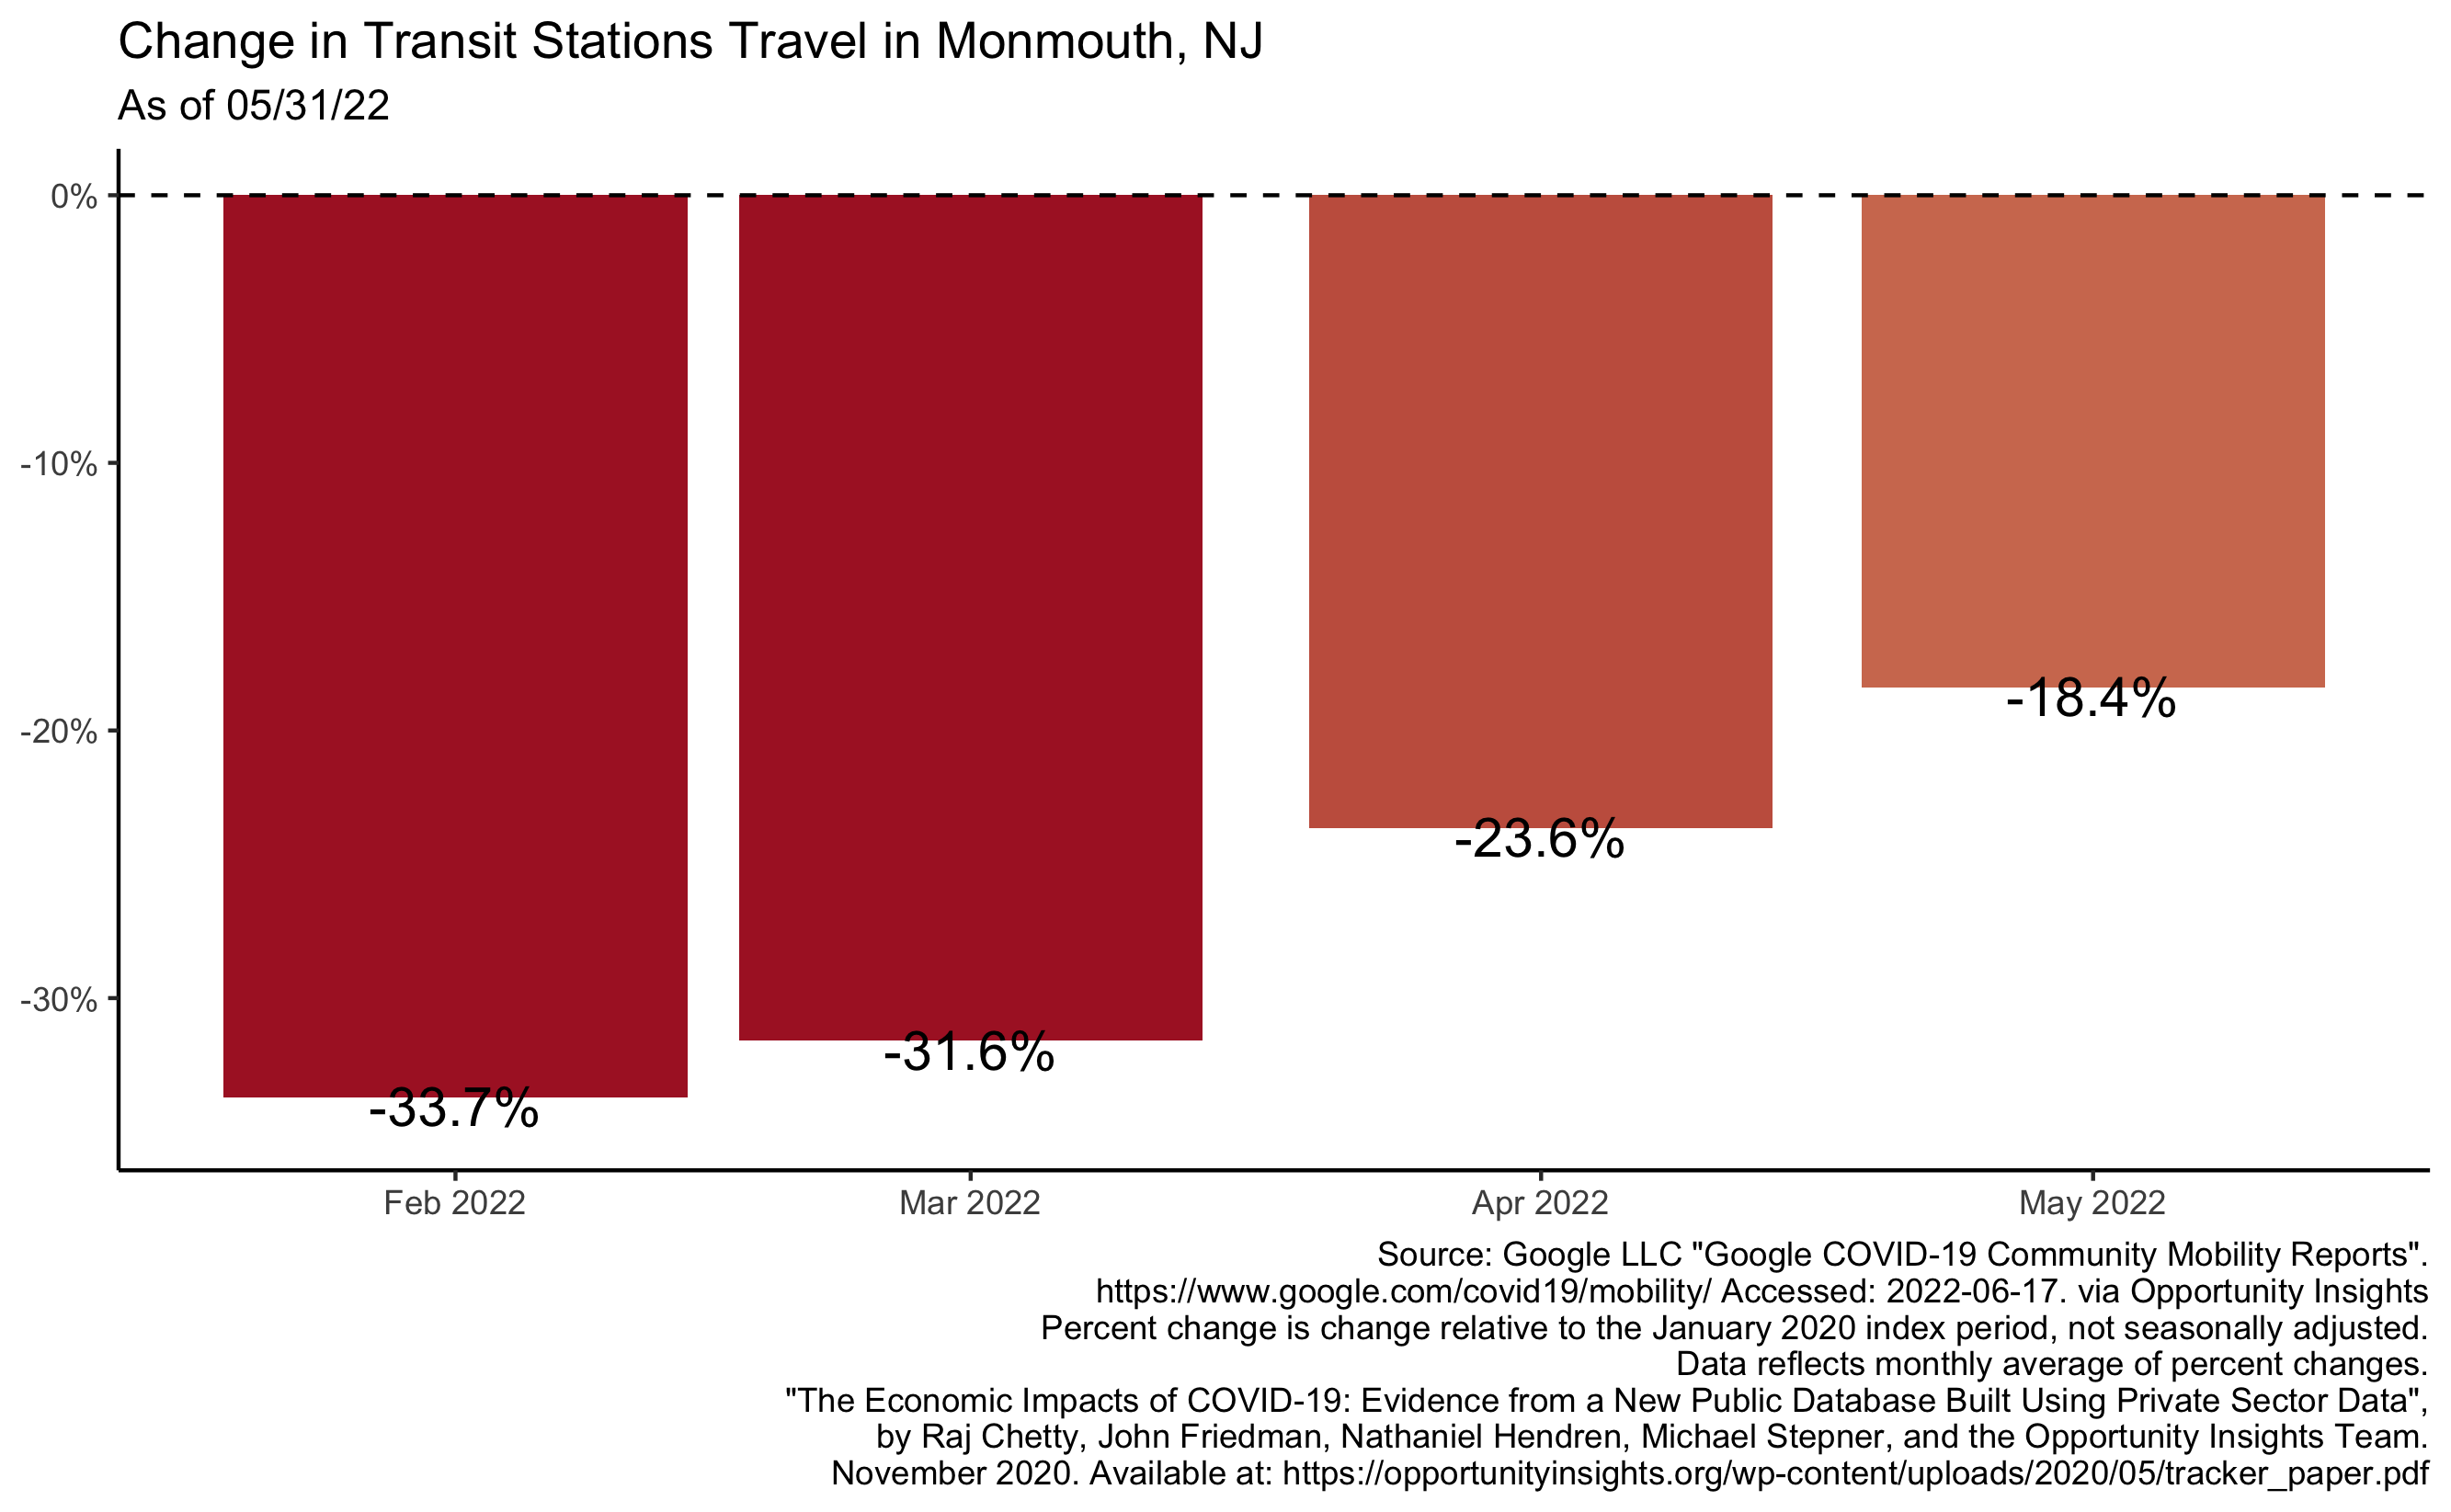 Change in Transit Stations Travel in Monmouth, NJ
As of 05/31/22
0%
-10%
-20%
-30%
-33.7%
-31.6%
-23.6%
-18.4%
Feb 2022
Mar 2022
Apr 2022
May 2022
Source: Google LLC "Google COVID-19 Community Mobility Reports".
https://www.google.com/covid19/mobility/ Accessed: 2022-06-17. via Opportunity Insights
Percent change is change relative to the January 2020 index period, not seasonally adjusted.
Data reflects monthly average of percent changes.
"The Economic Impacts of COVID-19: Evidence from a New Public Database Built Using Private Sector Data",
by Raj Chetty, John Friedman, Nathaniel Hendren, Michael Stepner, and the Opportunity Insights Team.
November 2020. Available at: https://opportunityinsights.org/wp-content/uploads/2020/05/tracker_paper.pdf